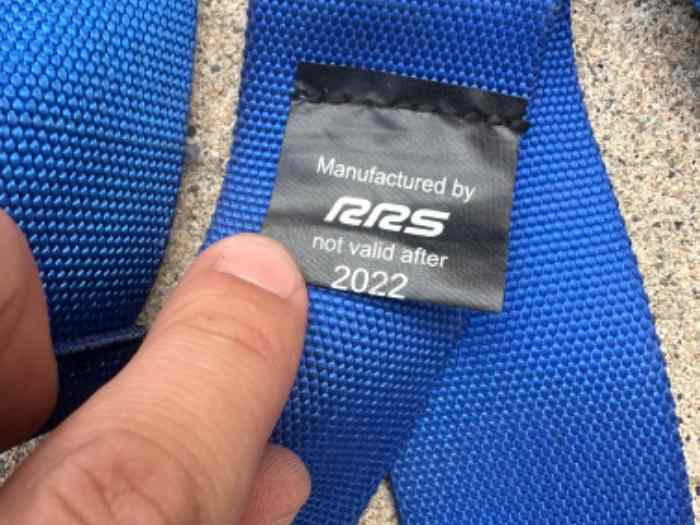 Manufactured by
RRS
not valid after
2022